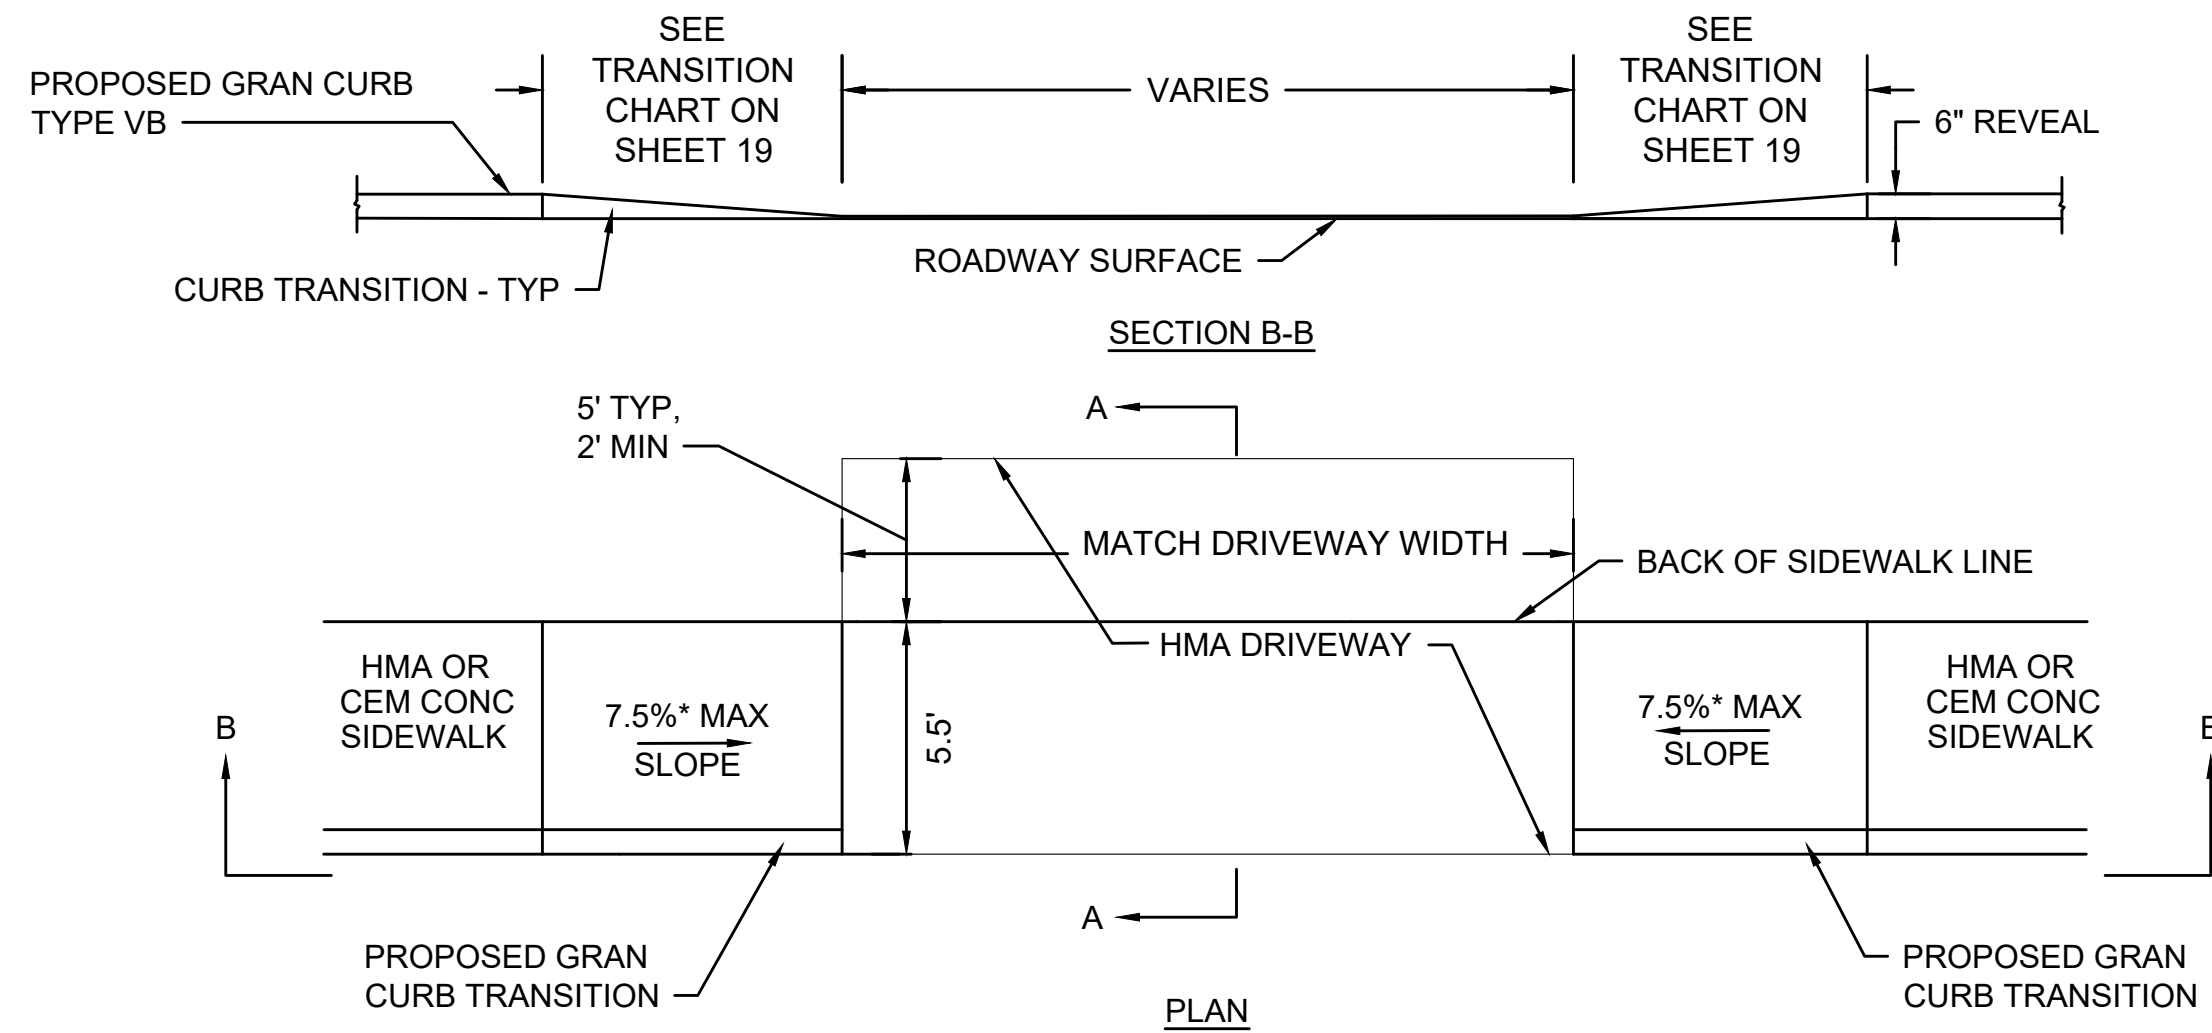 SEE
TRANSITION
CHART ON
SHEET 19
SEE
TRANSITION
CHART ON
SHEET 19
PROPOSED GRAN CURB
TYPE VB
VARIES
6" REVEAL
ROADWAY SURFACE
CURB TRANSITION - TYP
SECTION B-B
5' TYP,
2' MIN
A
MATCH DRIVEWAY WIDTH
BACK OF SIDEWALK LINE
HMA DRIVEWAY
HMA OR
CEM CONC
SIDEWALK
7.5%* MAX
SLOPE
5.5'
7.5%* MAX
SLOPE
HMA OR
CEM CONC
SIDEWALK
B
A
PROPOSED GRAN
CURB TRANSITION
PROPOSED GRAN
CURB TRANSITION
PLAN